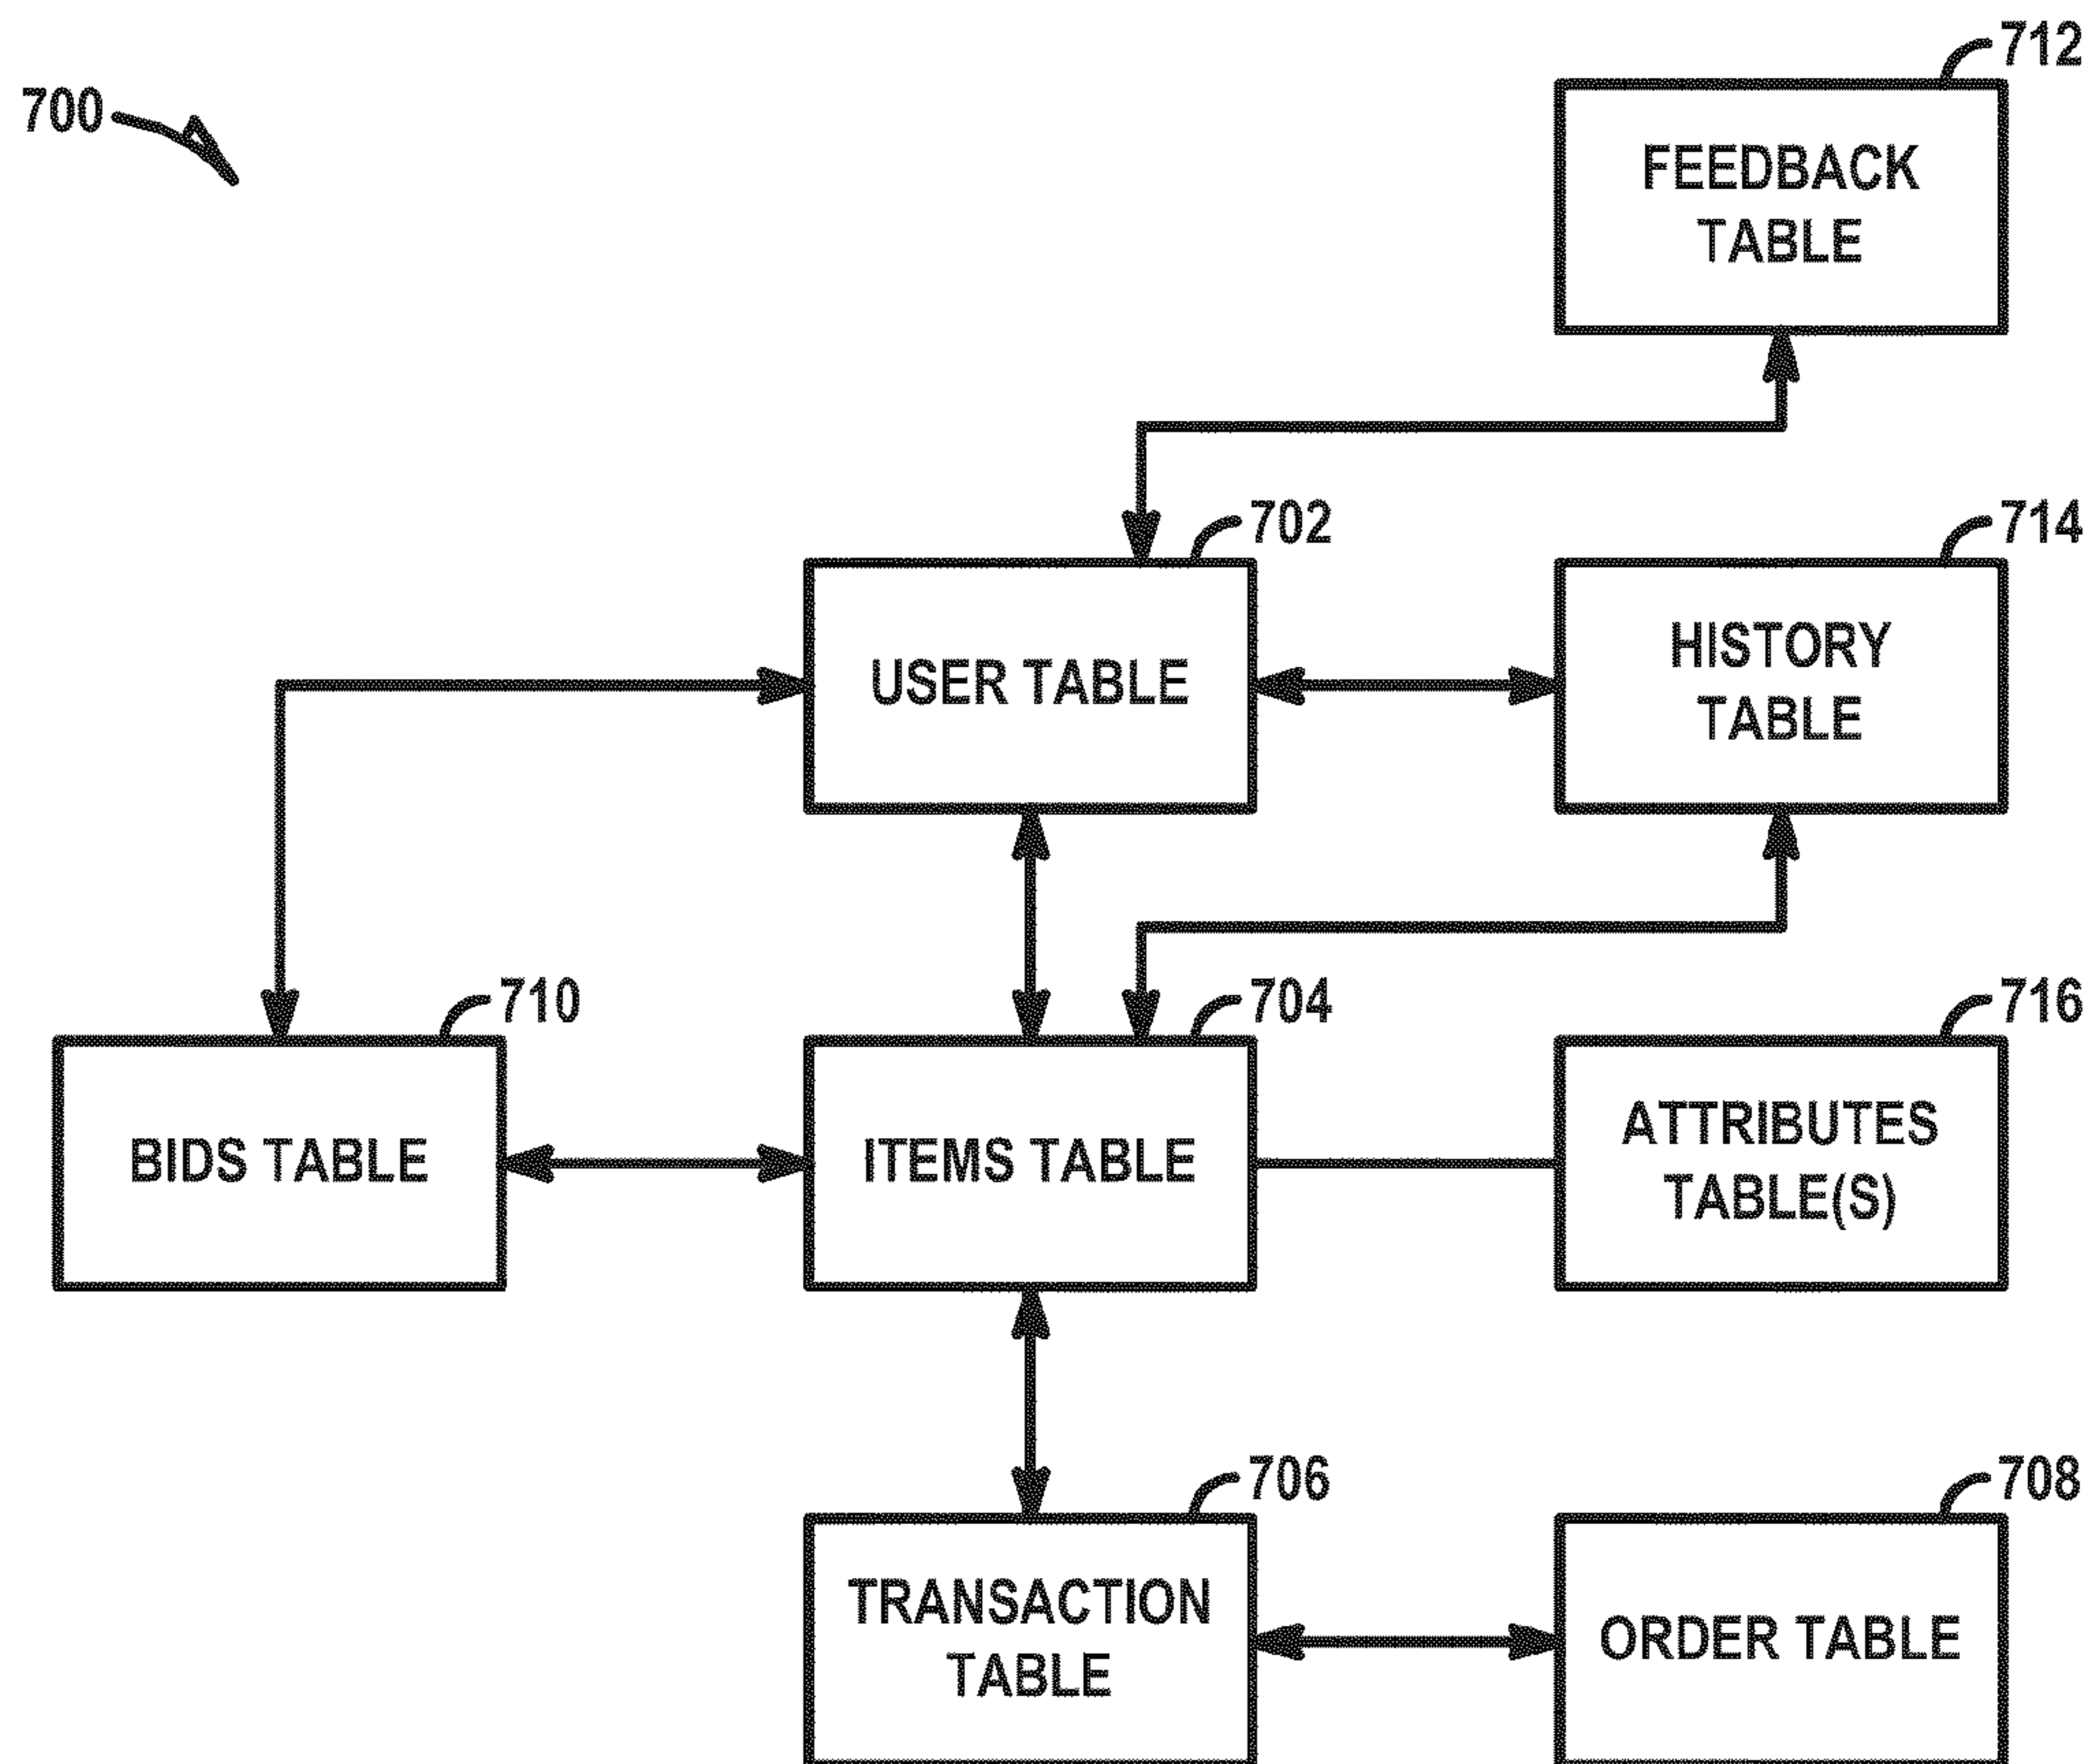 712
700
FEEDBACK
TABLE
702
714
USER TABLE
HISTORY
TABLE
710
704
716
BIDS TABLE
ITEMS TABLE
ATTRIBUTES
TABLE(S)
706
708
TRANSACTION
TABLE
ORDER TABLE